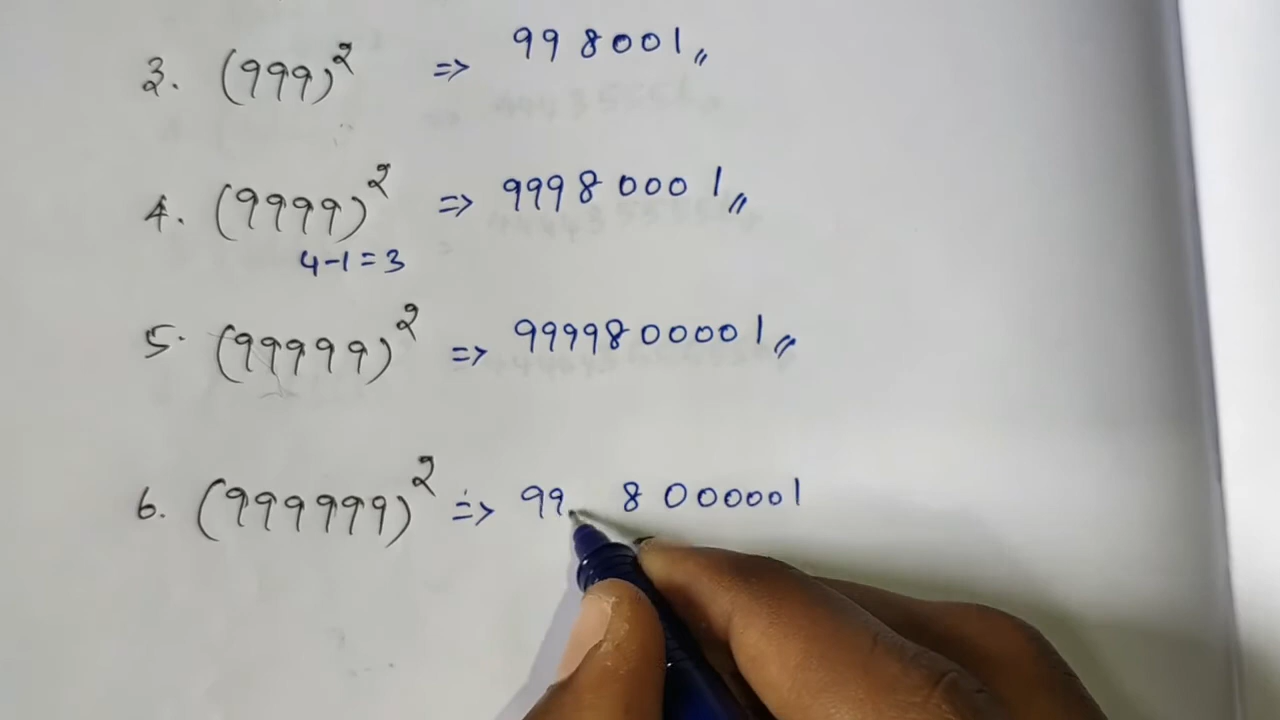 3. (999)² => 998001,,
4. (9999)² => 99980001,,
4-1=3
5. (99999)² => 9999800001,,
6. (999999)² => 99 8000001